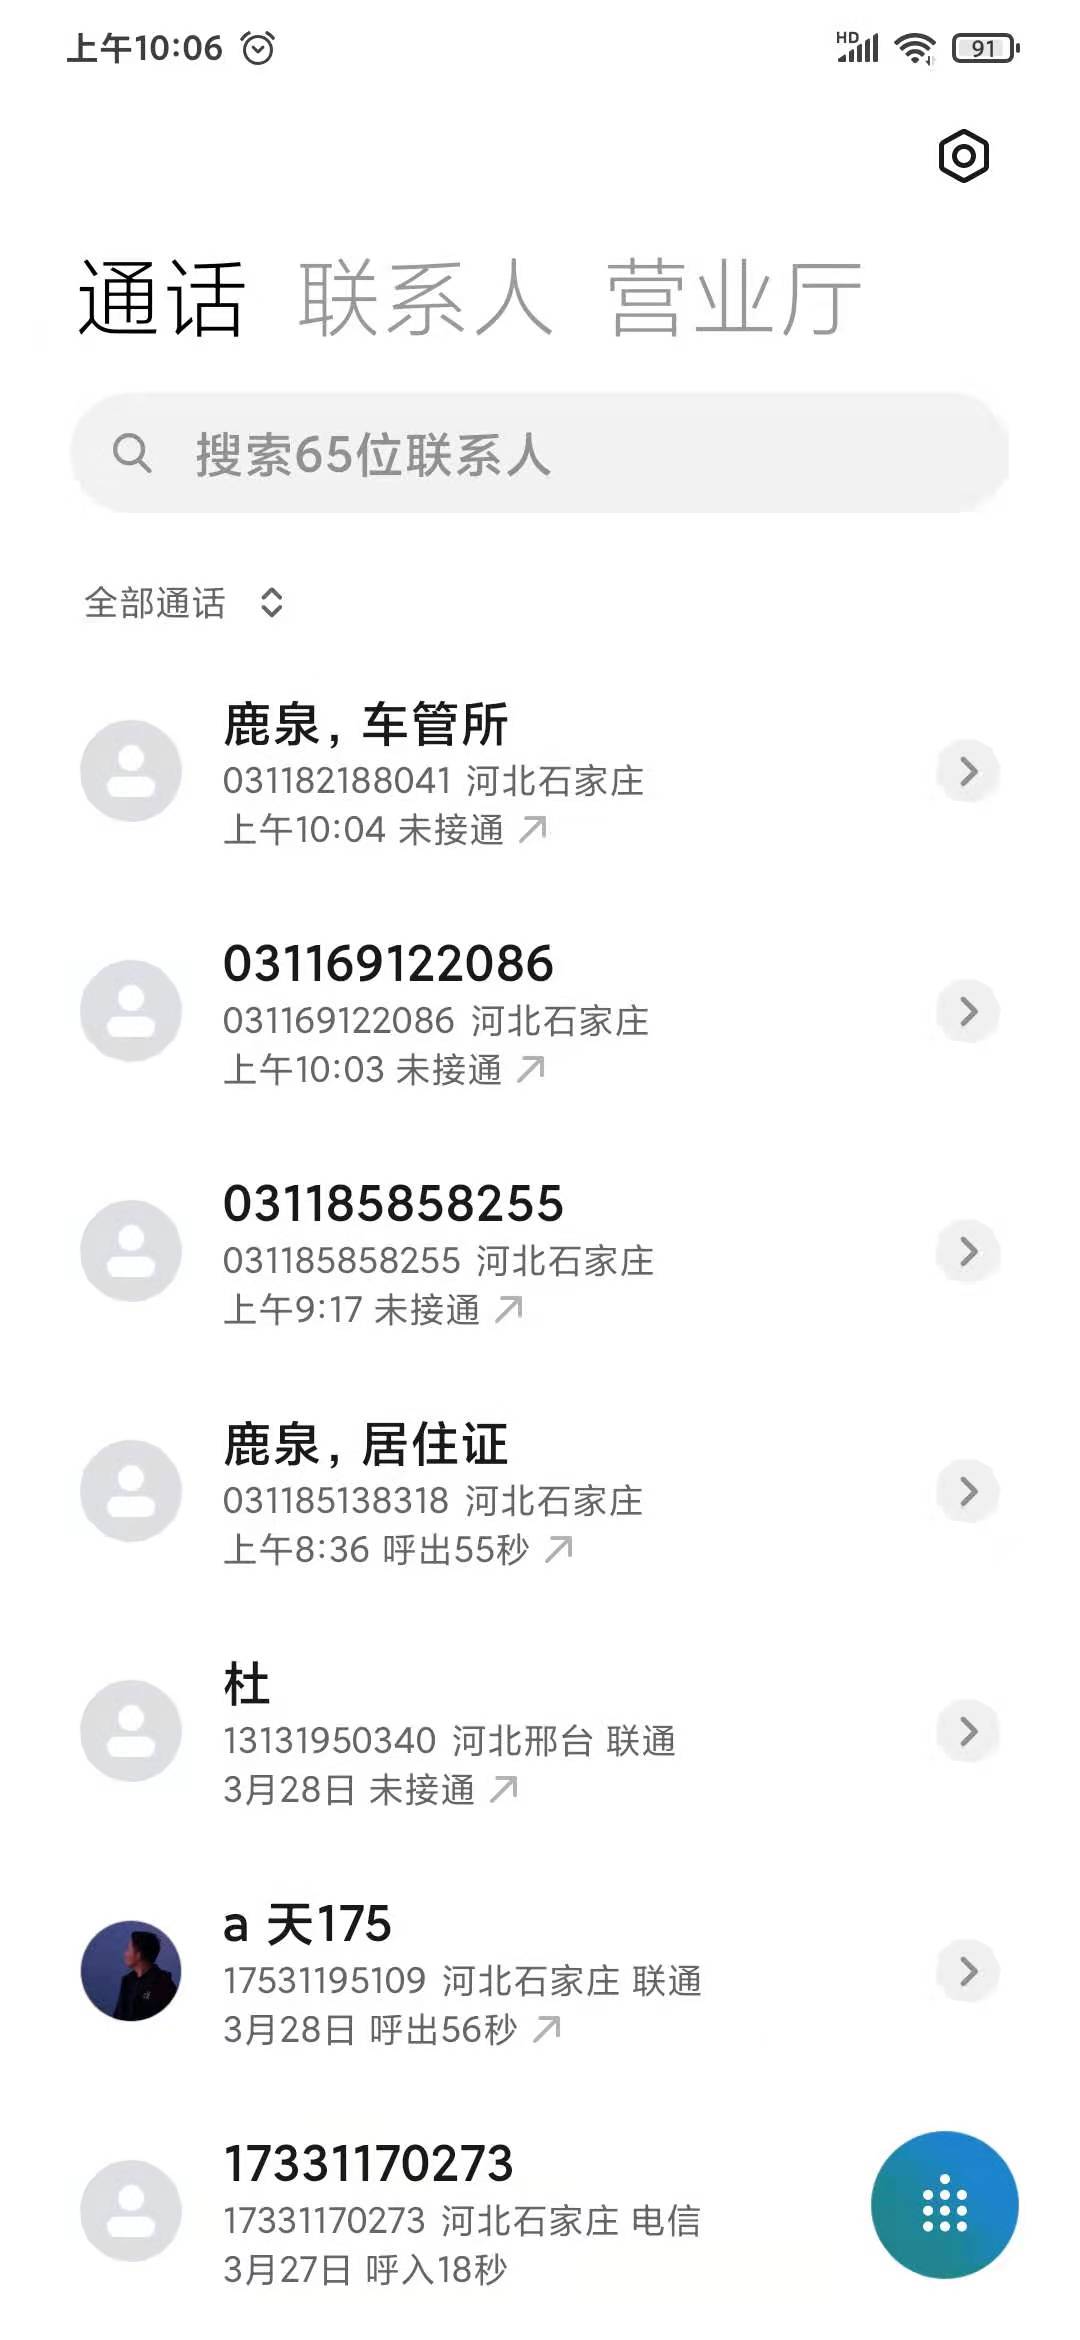 上午10:06
HD
91
通话 联系人 营业厅
搜索65位联系人
全部通话
鹿泉，车管所
031182188041 河北石家庄
上午10:04 未接通
031169122086
031169122086 河北石家庄
上午10:03 未接通
031185858255
031185858255 河北石家庄
上午9:17 未接通
鹿泉，居住证
031185138318 河北石家庄
上午8:36 呼出55秒
杜
13131950340 河北邢台 联通
3月28日 未接通
a 天175
17531195109 河北石家庄 联通
3月28日 呼出56秒
17331170273
17331170273 河北石家庄 电信
3月27日 呼入18秒